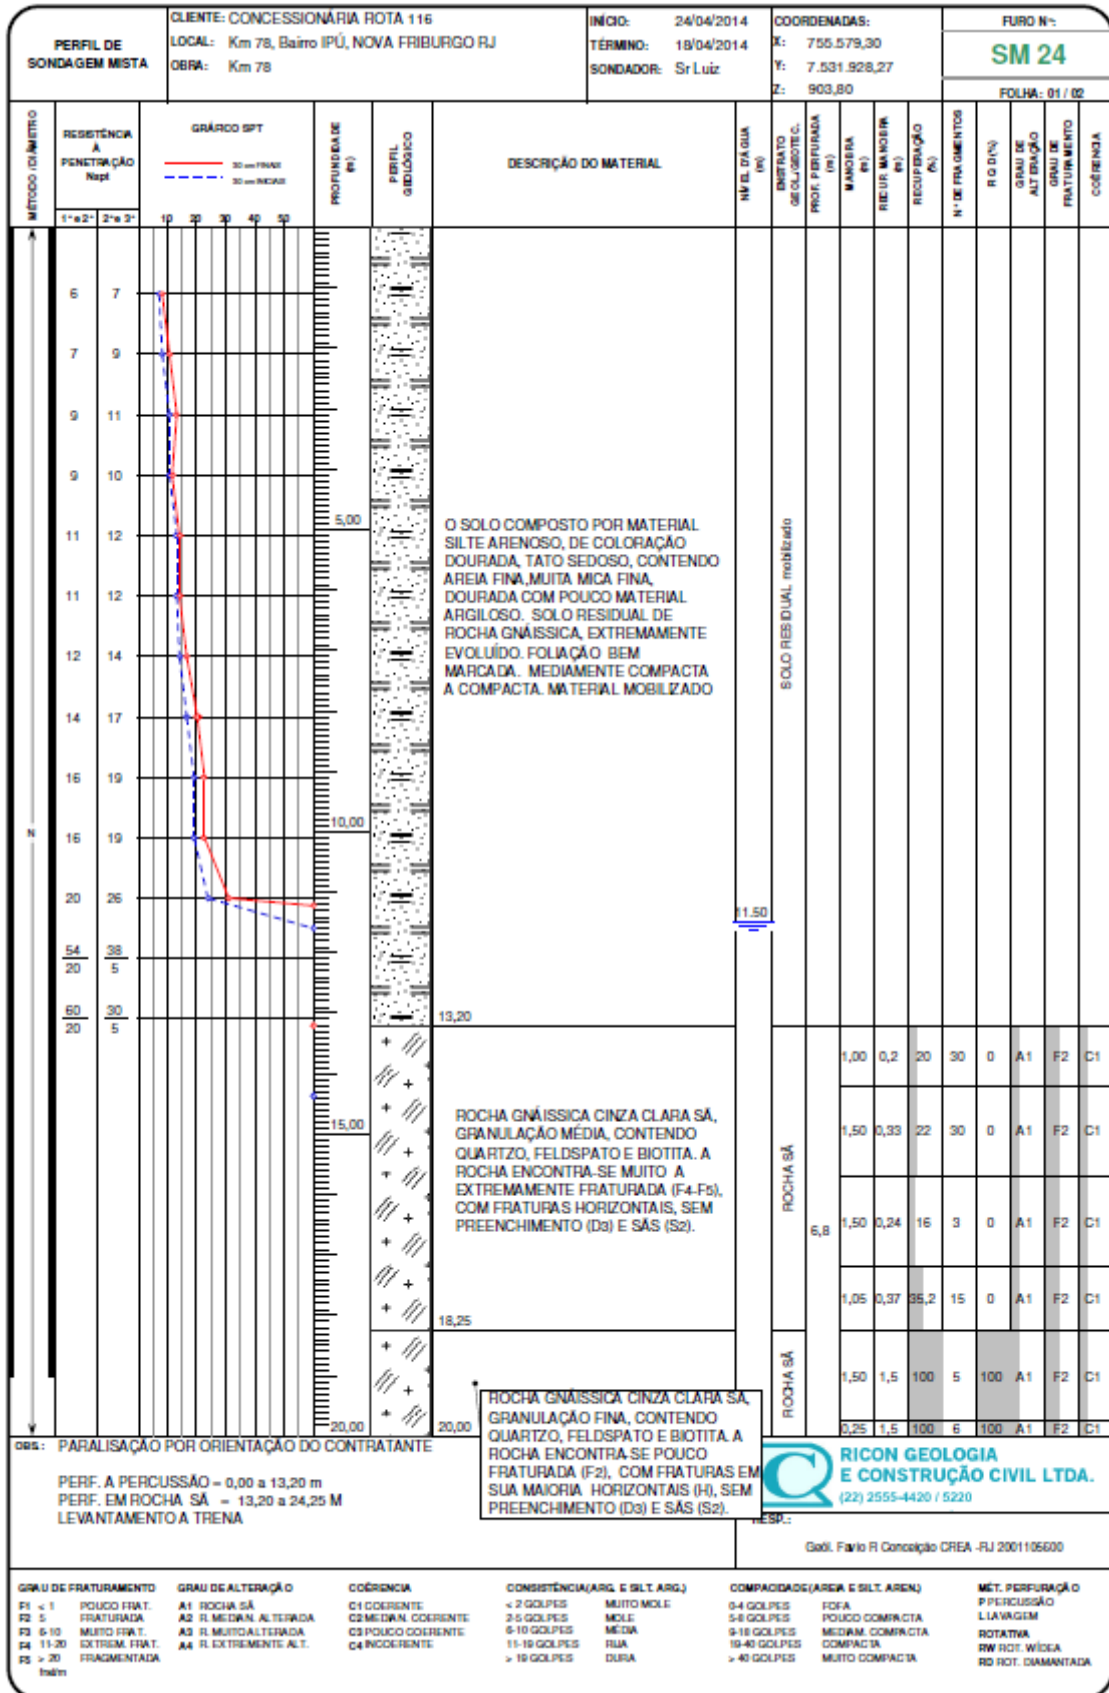 PERFIL DE
SONDAGEM MISTA
CLIENTE: CONCESSIONÁRIA ROTA 116
LOCAL: Km 78, Bairro IPÚ, NOVA FRIBURGO RJ
OBRA: Km 78
INÍCIO: 24/04/2014
TÉRMINO: 18/04/2014
SONDADOR: Sr Luiz
COORDENADAS:
X: 755.579,30
Y: 7.531.928,27
Z: 903,80
FURO Nº:
SM 24
FOLHA: 01 / 02
MÉTODO /DIÂMETRO
RESISTÊNCIA
À
PENETRAÇÃO
Nspt
1ª e 2ª 2ª e 3ª
GRÁFICO SPT
30 cm FINAIS
30 cm INICIAIS
10 20 30 40 50
PROFUNDIDADE
(m)
PERFIL
GEOLÓGICO
DESCRIÇÃO DO MATERIAL
NÍVEL D'ÁGUA
(m)
GEOL./GEOTEC.
PROF. PERFURADA
(m)
MANOBRA
(m)
RECUR. MANOBRA
(m)
RECUPERAÇÃO
(%)
Nº DE FRAGMENTOS
R Q D (%)
GRAU DE
ALTERAÇÃO
GRAU DE
FRATURAMENTO
COÊRENCIA
6 7
7 9
9 11
9 10
11 12
11 12
12 14
14 17
16 19
16 19
20 26
54 38
20 5
60 30
20 5
N
5,00
10,00
15,00
20,00
O SOLO COMPOSTO POR MATERIAL
SILTE ARENOSO, DE COLORAÇÃO
DOURADA, TATO SEDOSO, CONTENDO
AREIA FINA,MUITA MICA FINA,
DOURADA COM POUCO MATERIAL
ARGILOSO. SOLO RESIDUAL DE
ROCHA GNÁISSICA, EXTREMAMENTE
EVOLUÍDO. FOLIAÇÃO BEM
MARCADA. MEDIAMENTE COMPACTA
A COMPACTA. MATERIAL MOBILIZADO
11.50
SOLO RESIDUAL mobilizado
13,20
ROCHA GNÁISSICA CINZA CLARA SÃ,
GRANULAÇÃO MÉDIA, CONTENDO
QUARTZO, FELDSPATO E BIOTITA. A
ROCHA ENCONTRA-SE MUITO A
EXTREMAMENTE FRATURADA (F4-F5),
COM FRATURAS HORIZONTAIS, SEM
PREENCHIMENTO (D3) E SÃS (S2).
18,25
ROCHA SÃ
6,8
1,00 0,2 20 30 0 A1 F2 C1
1,50 0,33 22 30 0 A1 F2 C1
1,50 0,24 16 3 0 A1 F2 C1
1,05 0,37 35,2 15 0 A1 F2 C1
ROCHA SÃ
1,50 1,5 100 5 100 A1 F2 C1
0,25 1,5 100 6 100 A1 F2 C1
20,00
ROCHA GNÁISSICA CINZA CLARA SÃ,
GRANULAÇÃO FINA, CONTENDO
QUARTZO, FELDSPATO E BIOTITA. A
ROCHA ENCONTRA-SE POUCO
FRATURADA (F2), COM FRATURAS EM
SUA MAIORIA HORIZONTAIS (H), SEM
PREENCHIMENTO (D3) E SÃS (S2).
OBS.: PARALISAÇÃO POR ORIENTAÇÃO DO CONTRATANTE
PERF. A PERCUSSÃO = 0,00 a 13,20 m
PERF. EM ROCHA SÃ = 13,20 a 24,25 M
LEVANTAMENTO A TRENA
RICON GEOLOGIA
E CONSTRUÇÃO CIVIL LTDA.
(22) 2555-4420 / 5220
RESP.:
Geól. Favio R Conceição CREA -RJ 2001105600
GRAU DE FRATURAMENTO
F1 < 1 POUCO FRAT.
F2 5 FRATURADA
F3 6-10 MUITO FRAT.
F4 11-20 EXTREM. FRAT.
F5 > 20 FRAGMENTADA
frat/m
GRAU DE ALTERAÇÃO
A1 ROCHA SÃ
A2 R. MEDIAN. ALTERADA
A3 R. MUITO ALTERADA
A4 R. EXTREMENTE ALT.
COÊRENCIA
C1 COERENTE
C2 MEDIAN. COERENTE
C3 POUCO COERENTE
C4 INCOERENTE
CONSISTÊNCIA (ARG. E SILT. ARG.)
< 2 GOLPES MUITO MOLE
2-5 GOLPES MOLE
6-10 GOLPES MÉDIA
11-19 GOLPES RIJA
> 19 GOLPES DURA
COMPACIDADE (AREIA E SILT. AREN.)
0-4 GOLPES FOFA
5-8 GOLPES POUCO COMPACTA
9-18 GOLPES MEDIAM. COMPACTA
19-40 GOLPES COMPACTA
> 40 GOLPES MUITO COMPACTA
MÉT. PERFURAÇÃO
P PERCUSSÃO
L LAVAGEM
ROTATIVA
RW ROT. WÍDEA
RD ROT. DIAMANTADA